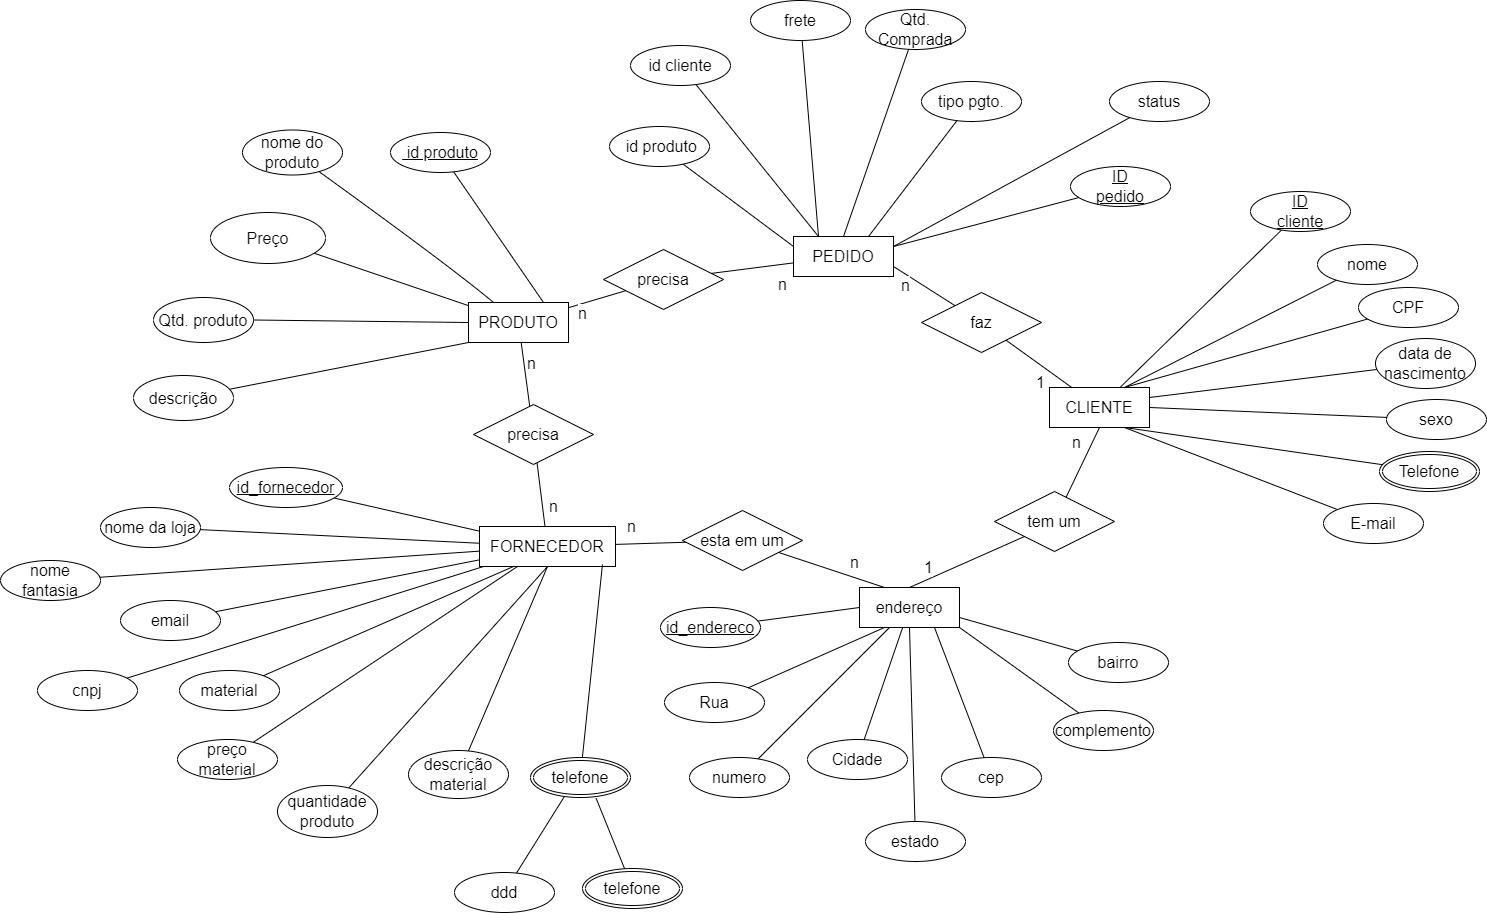 frete
Qtd.
Comprada
id cliente
tipo pgto.
status
nome do
produto
id produto
id produto
ID
pedido
ID
cliente
Preço
PEDIDO
nome
precisa
n
n
CPF
Qtd. produto
PRODUTO
n
faz
data de
nascimento
n
1
descrição
CLIENTE
sexo
precisa
n
Telefone
id_fornecedor
n
E-mail
nome da loja
n
tem um
FORNECEDOR
esta em um
n
1
nome
fantasia
endereço
email
id_endereco
bairro
cnpj
material
Rua
complemento
preço
material
descrição
material
telefone
numero
Cidade
cep
quantidade
produto
estado
ddd
telefone